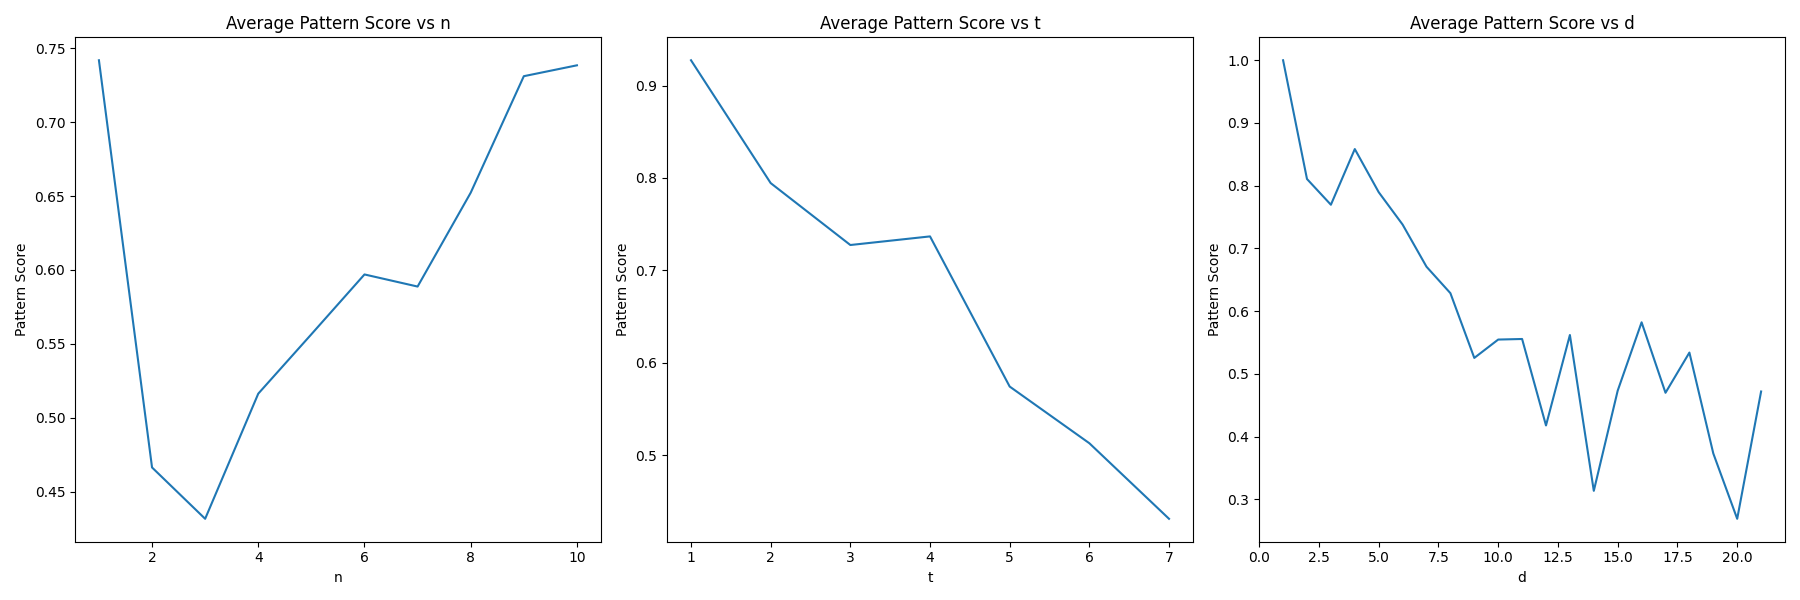 Average Pattern Score vs n
0.75
0.70
0.65
0.60
0.55
0.50
0.45
Pattern Score
2 4 6 8 10
n
Average Pattern Score vs t
0.9
0.8
0.7
0.6
0.5
Pattern Score
1 2 3 4 5 6 7
t
Average Pattern Score vs d
1.0
0.9
0.8
0.7
0.6
0.5
0.4
0.3
Pattern Score
0.0 2.5 5.0 7.5 10.0 12.5 15.0 17.5 20.0
d